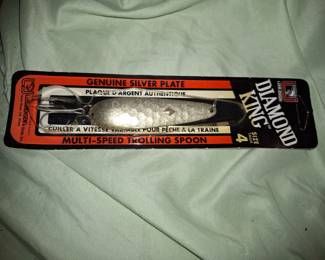 GENUINE SILVER PLATE
PLAQUÉ D'ARGENT AUTHENTIQUE
CUILLER A VITESSE VARIABLE POUR PÊCHE A LA TRAINE
MULTI-SPEED TROLLING SPOON
DIAMOND
KING
SIZE
4